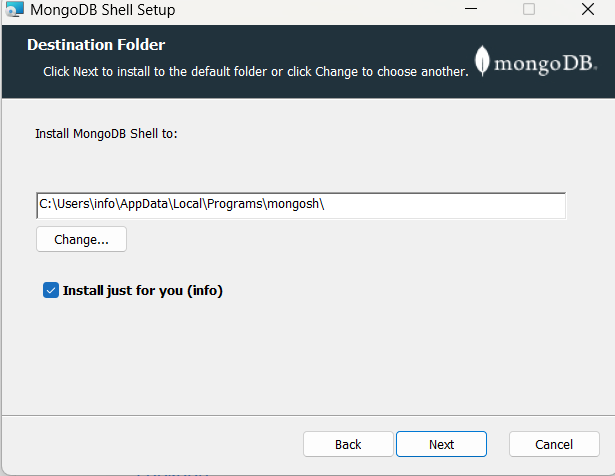 MongoDB Shell Setup
Destination Folder
Click Next to install to the default folder or click Change to choose another.
mongoDB.
Install MongoDB Shell to:
C:\Users\info\AppData\Local\Programs\mongosh\
Change...
Install just for you (info)
Back
Next
Cancel